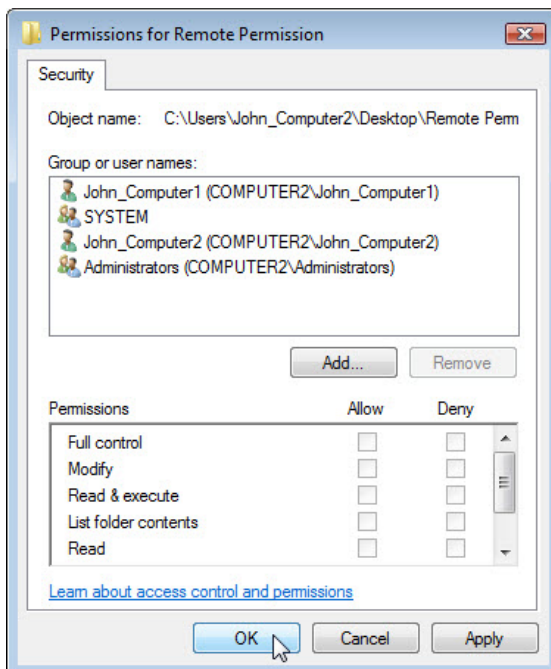 Permissions for Remote Permission
Security
Object name: C:\Users\John_Computer2\Desktop\Remote Perm
Group or user names:
John_Computer1 (COMPUTER2\John_Computer1)
SYSTEM
John_Computer2 (COMPUTER2\John_Computer2)
Administrators (COMPUTER2\Administrators)
Add... Remove
Permissions Allow Deny
Full control
Modify
Read & execute
List folder contents
Read
Learn about access control and permissions
OK Cancel Apply